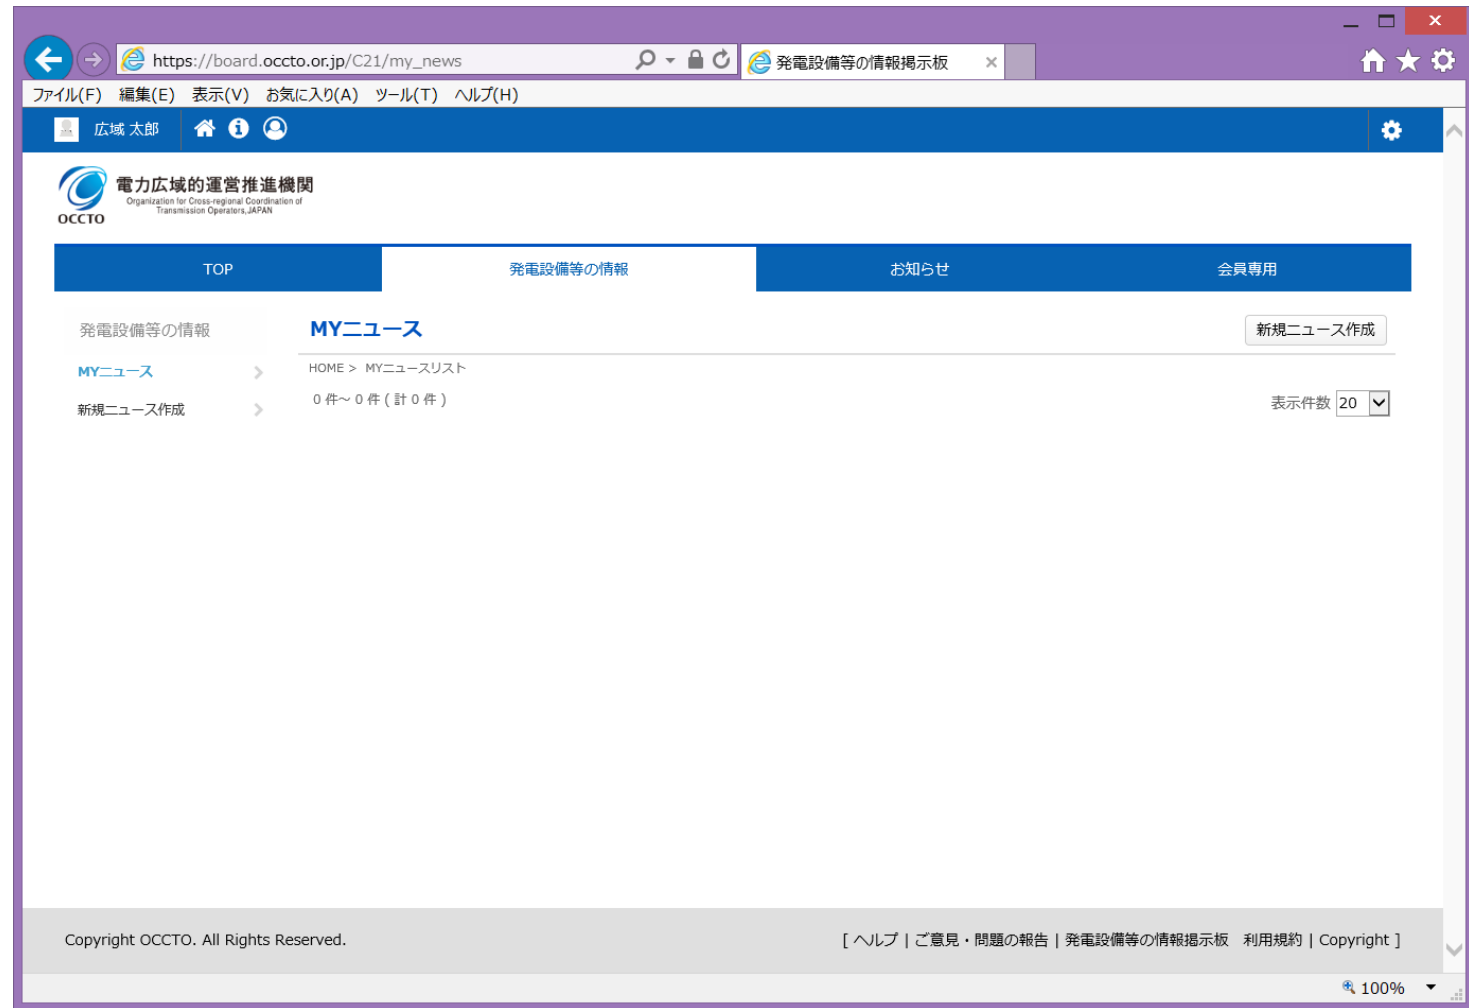 https://board.occto.or.jp/C21/my_news
発電設備等の情報掲示板
ファイル(F) 編集(E) 表示(V) お気に入り(A) ツール(T) ヘルプ(H)
広域 太郎
電力広域的運営推進機関
Organization for Cross-regional Coordination of
Transmission Operators,JAPAN
OCCTO
TOP 発電設備等の情報 お知らせ 会員専用
発電設備等の情報
MYニュース
新規ニュース作成
MYニュース
新規ニュース作成
HOME > MYニュースリスト
0 件~ 0 件 ( 計 0 件 )
表示件数 20
Copyright OCCTO. All Rights Reserved.
[ ヘルプ | ご意見・問題の報告 | 発電設備等の情報掲示板 利用規約 | Copyright ]
100%